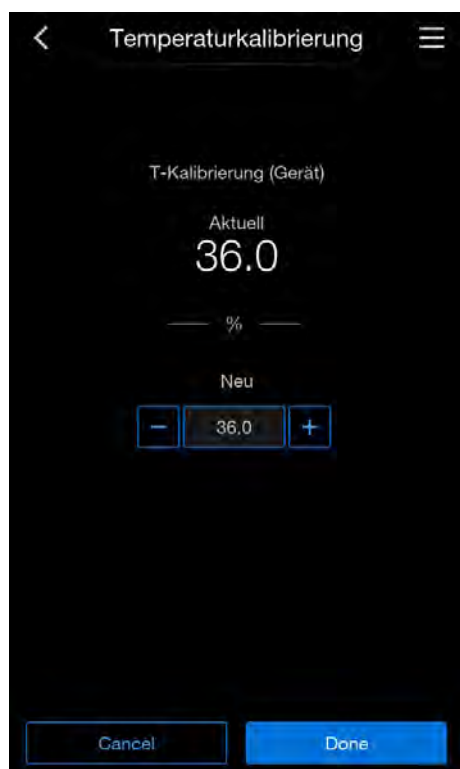 Temperaturkalibrierung
T-Kalibrierung (Gerät)
Aktuell
36.0
%
Neu
− 36.0 +
Cancel Done